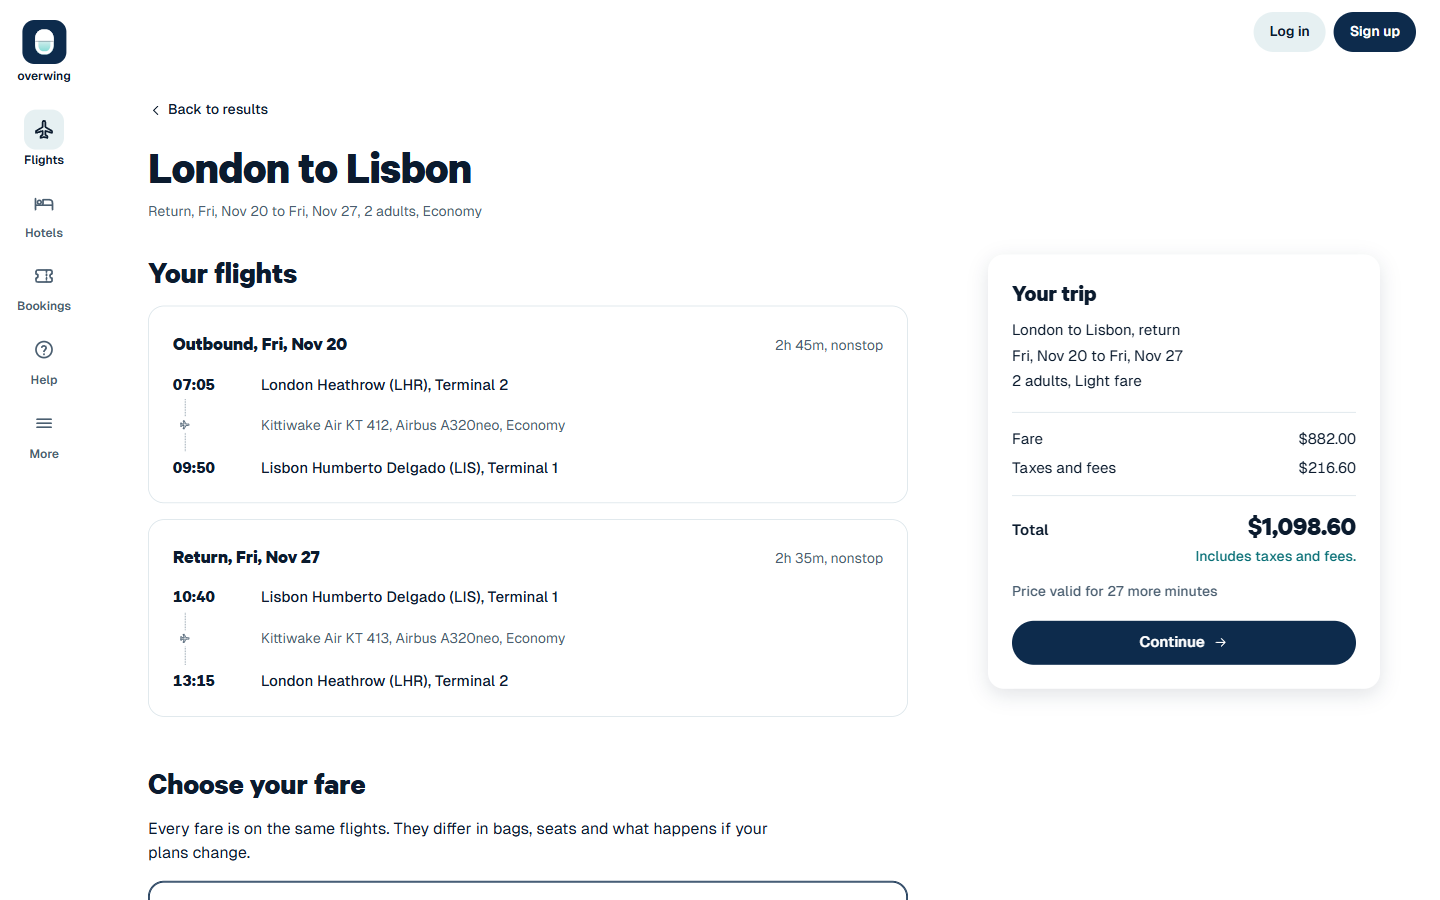 overwing
Flights
Hotels
Bookings
Help
More
Log in
Sign up
Back to results
London to Lisbon
Return, Fri, Nov 20 to Fri, Nov 27, 2 adults, Economy
Your flights
Outbound, Fri, Nov 20
2h 45m, nonstop
07:05 London Heathrow (LHR), Terminal 2
Kittiwake Air KT 412, Airbus A320neo, Economy
09:50 Lisbon Humberto Delgado (LIS), Terminal 1
Return, Fri, Nov 27
2h 35m, nonstop
10:40 Lisbon Humberto Delgado (LIS), Terminal 1
Kittiwake Air KT 413, Airbus A320neo, Economy
13:15 London Heathrow (LHR), Terminal 2
Choose your fare
Every fare is on the same flights. They differ in bags, seats and what happens if your
plans change.
Your trip
London to Lisbon, return
Fri, Nov 20 to Fri, Nov 27
2 adults, Light fare
Fare $882.00
Taxes and fees $216.60
Total $1,098.60
Includes taxes and fees.
Price valid for 27 more minutes
Continue